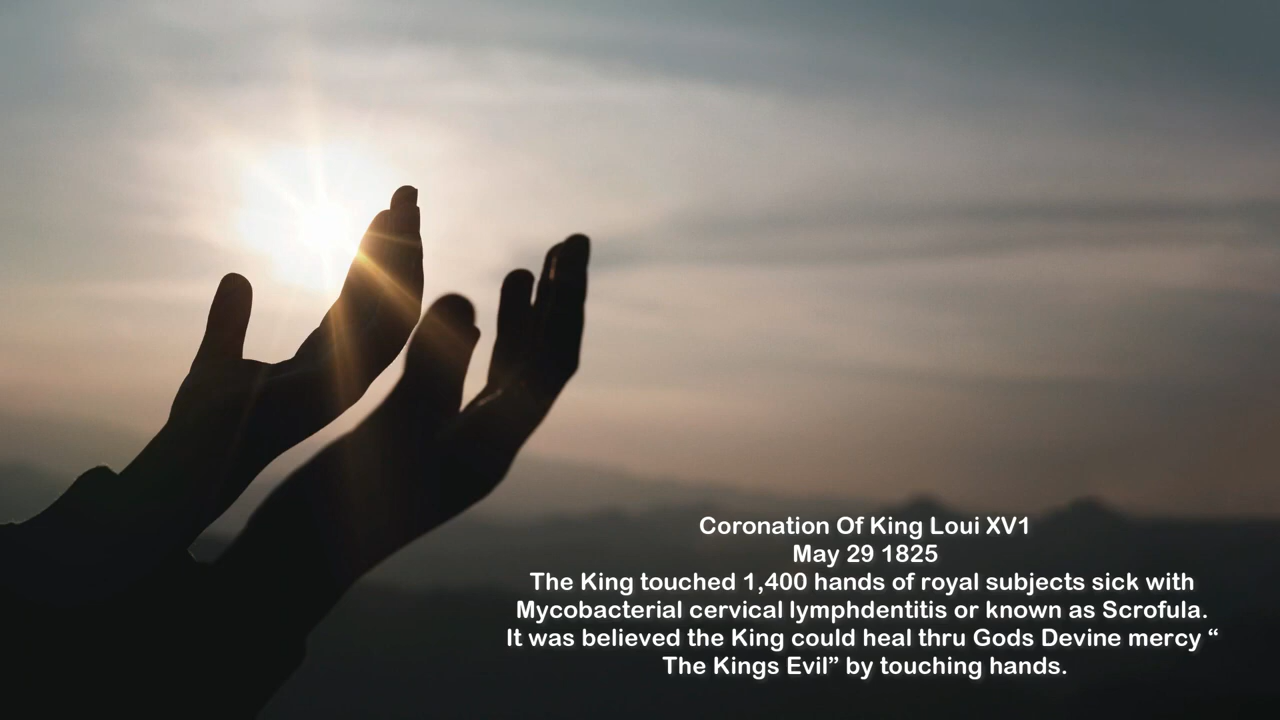 Coronation Of King Loui XV1
May 29 1825
The King touched 1,400 hands of royal subjects sick with
Mycobacterial cervical lymphdentitis or known as Scrofula.
It was believed the King could heal thru Gods Devine mercy “
The Kings Evil” by touching hands.